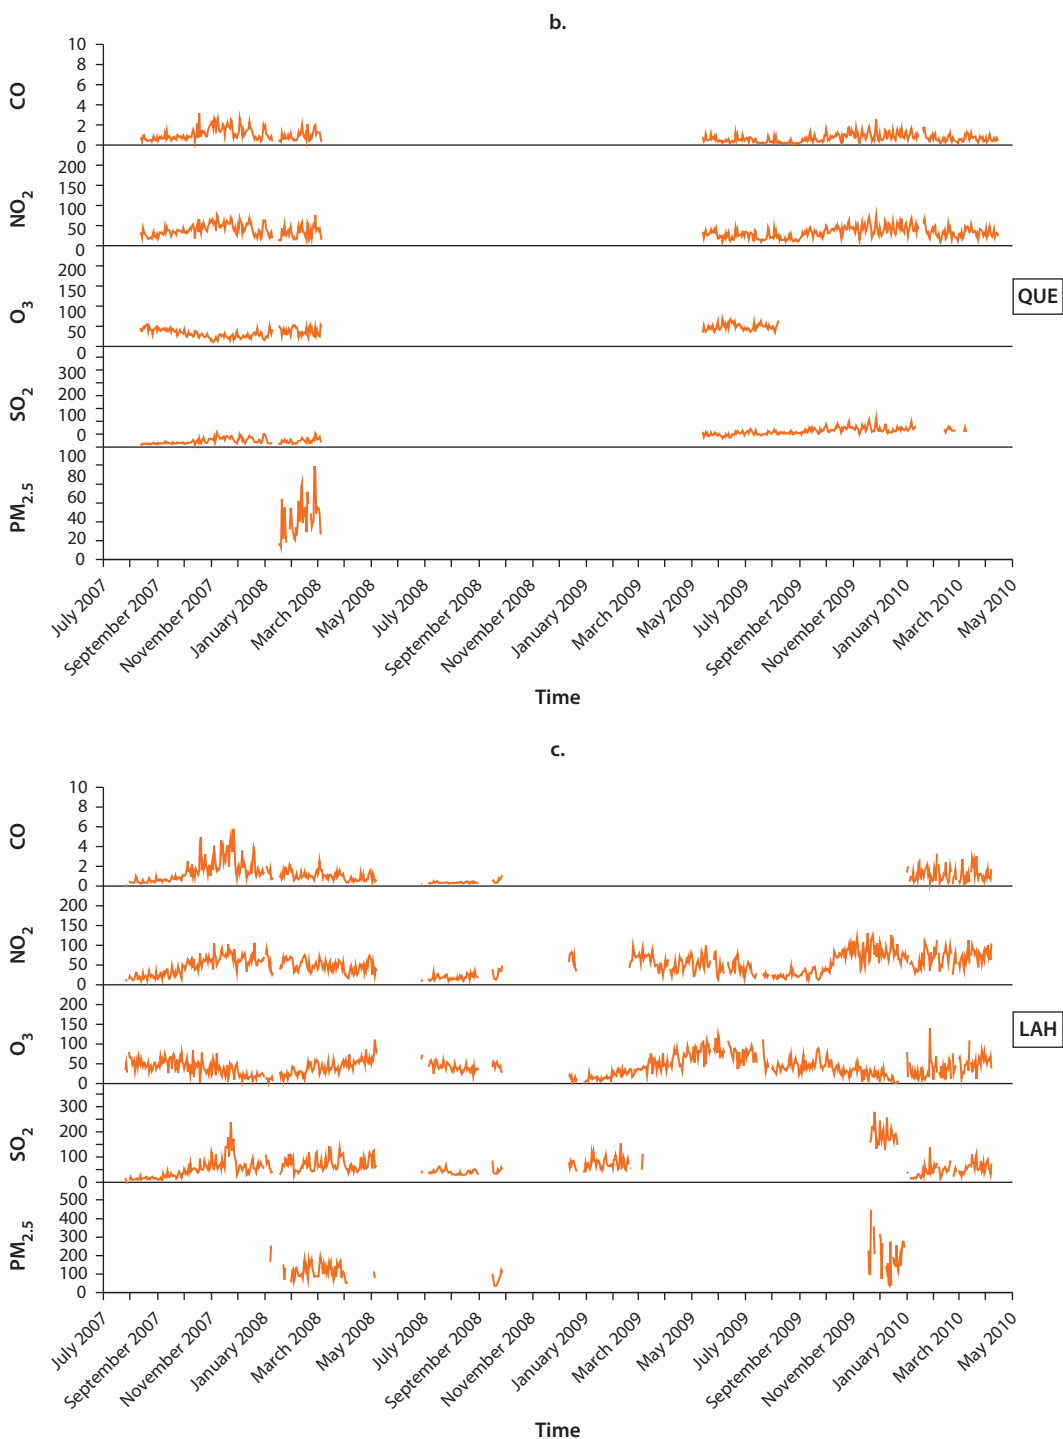 b.
CO
10
8
6
4
2
0
NO2
200
150
100
50
0
O3
200
150
100
50
0
SO2
300
200
100
0
PM2.5
100
80
60
40
20
0
QUE
July 2007
September 2007
November 2007
January 2008
March 2008
May 2008
July 2008
September 2008
November 2008
January 2009
March 2009
May 2009
July 2009
September 2009
November 2009
January 2010
March 2010
May 2010
Time
c.
CO
10
8
6
4
2
0
NO2
200
150
100
50
0
O3
200
150
100
50
0
SO2
300
200
100
0
PM2.5
500
400
300
200
100
0
LAH
July 2007
September 2007
November 2007
January 2008
March 2008
May 2008
July 2008
September 2008
November 2008
January 2009
March 2009
May 2009
July 2009
September 2009
November 2009
January 2010
March 2010
May 2010
Time